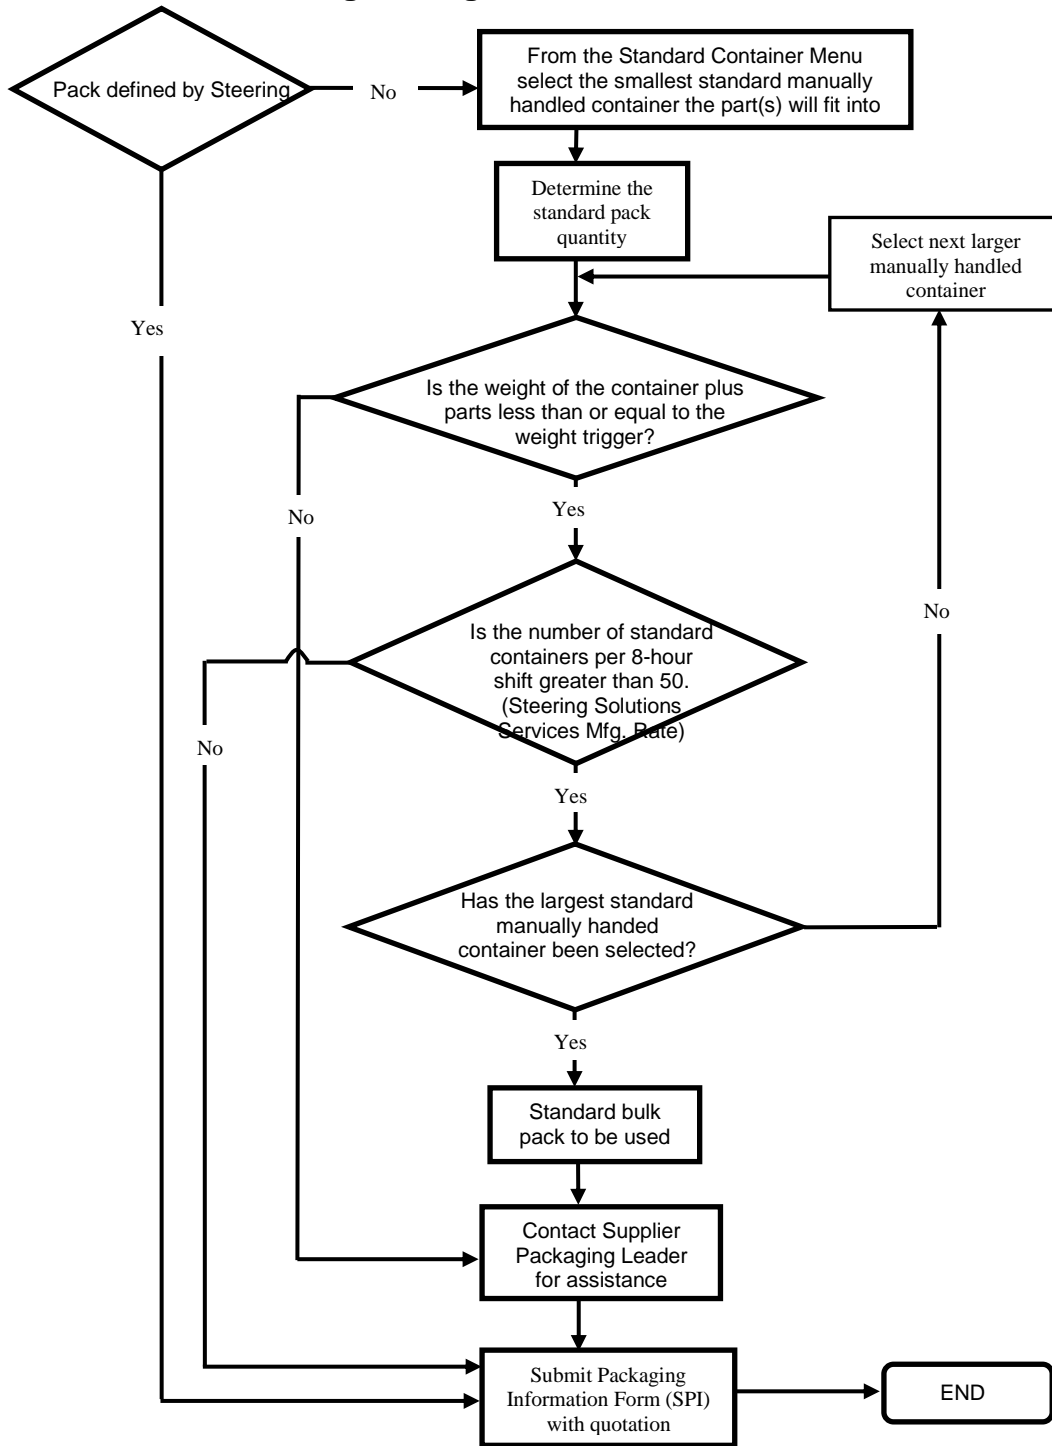 Pack defined by Steering
No
From the Standard Container Menu
select the smallest standard manually
handled container the part(s) will fit into
Determine the
standard pack
quantity
Select next larger
manually handled
container
Yes
Is the weight of the container plus
parts less than or equal to the
weight trigger?
No
Yes
Is the number of standard
containers per 8-hour
shift greater than 50.
(Steering Solutions
Services Mfg. Rate)
No
No
Yes
Has the largest standard
manually handed
container been selected?
Yes
Standard bulk
pack to be used
Contact Supplier
Packaging Leader
for assistance
Submit Packaging
Information Form (SPI)
with quotation
END